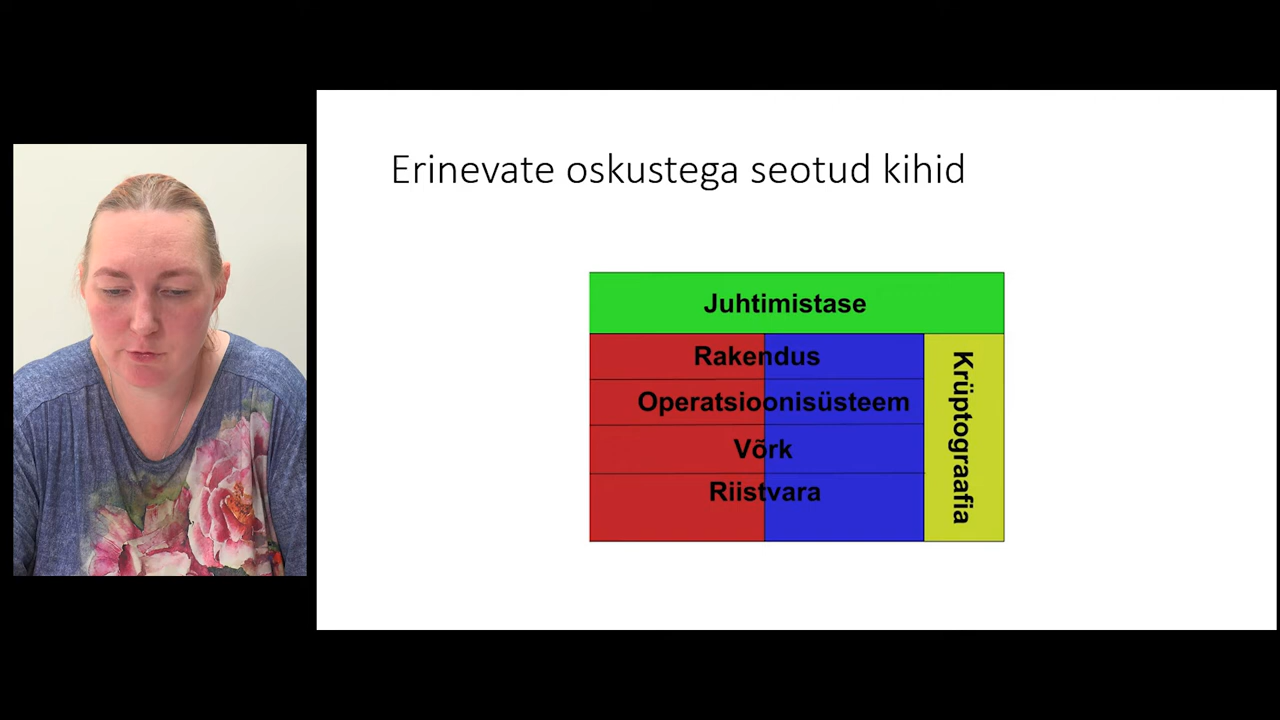 Erinevate oskustega seotud kihid
Juhtimistase
Rakendus
Operatsioonisüsteem
Võrk
Riistvara
Krüptograafia